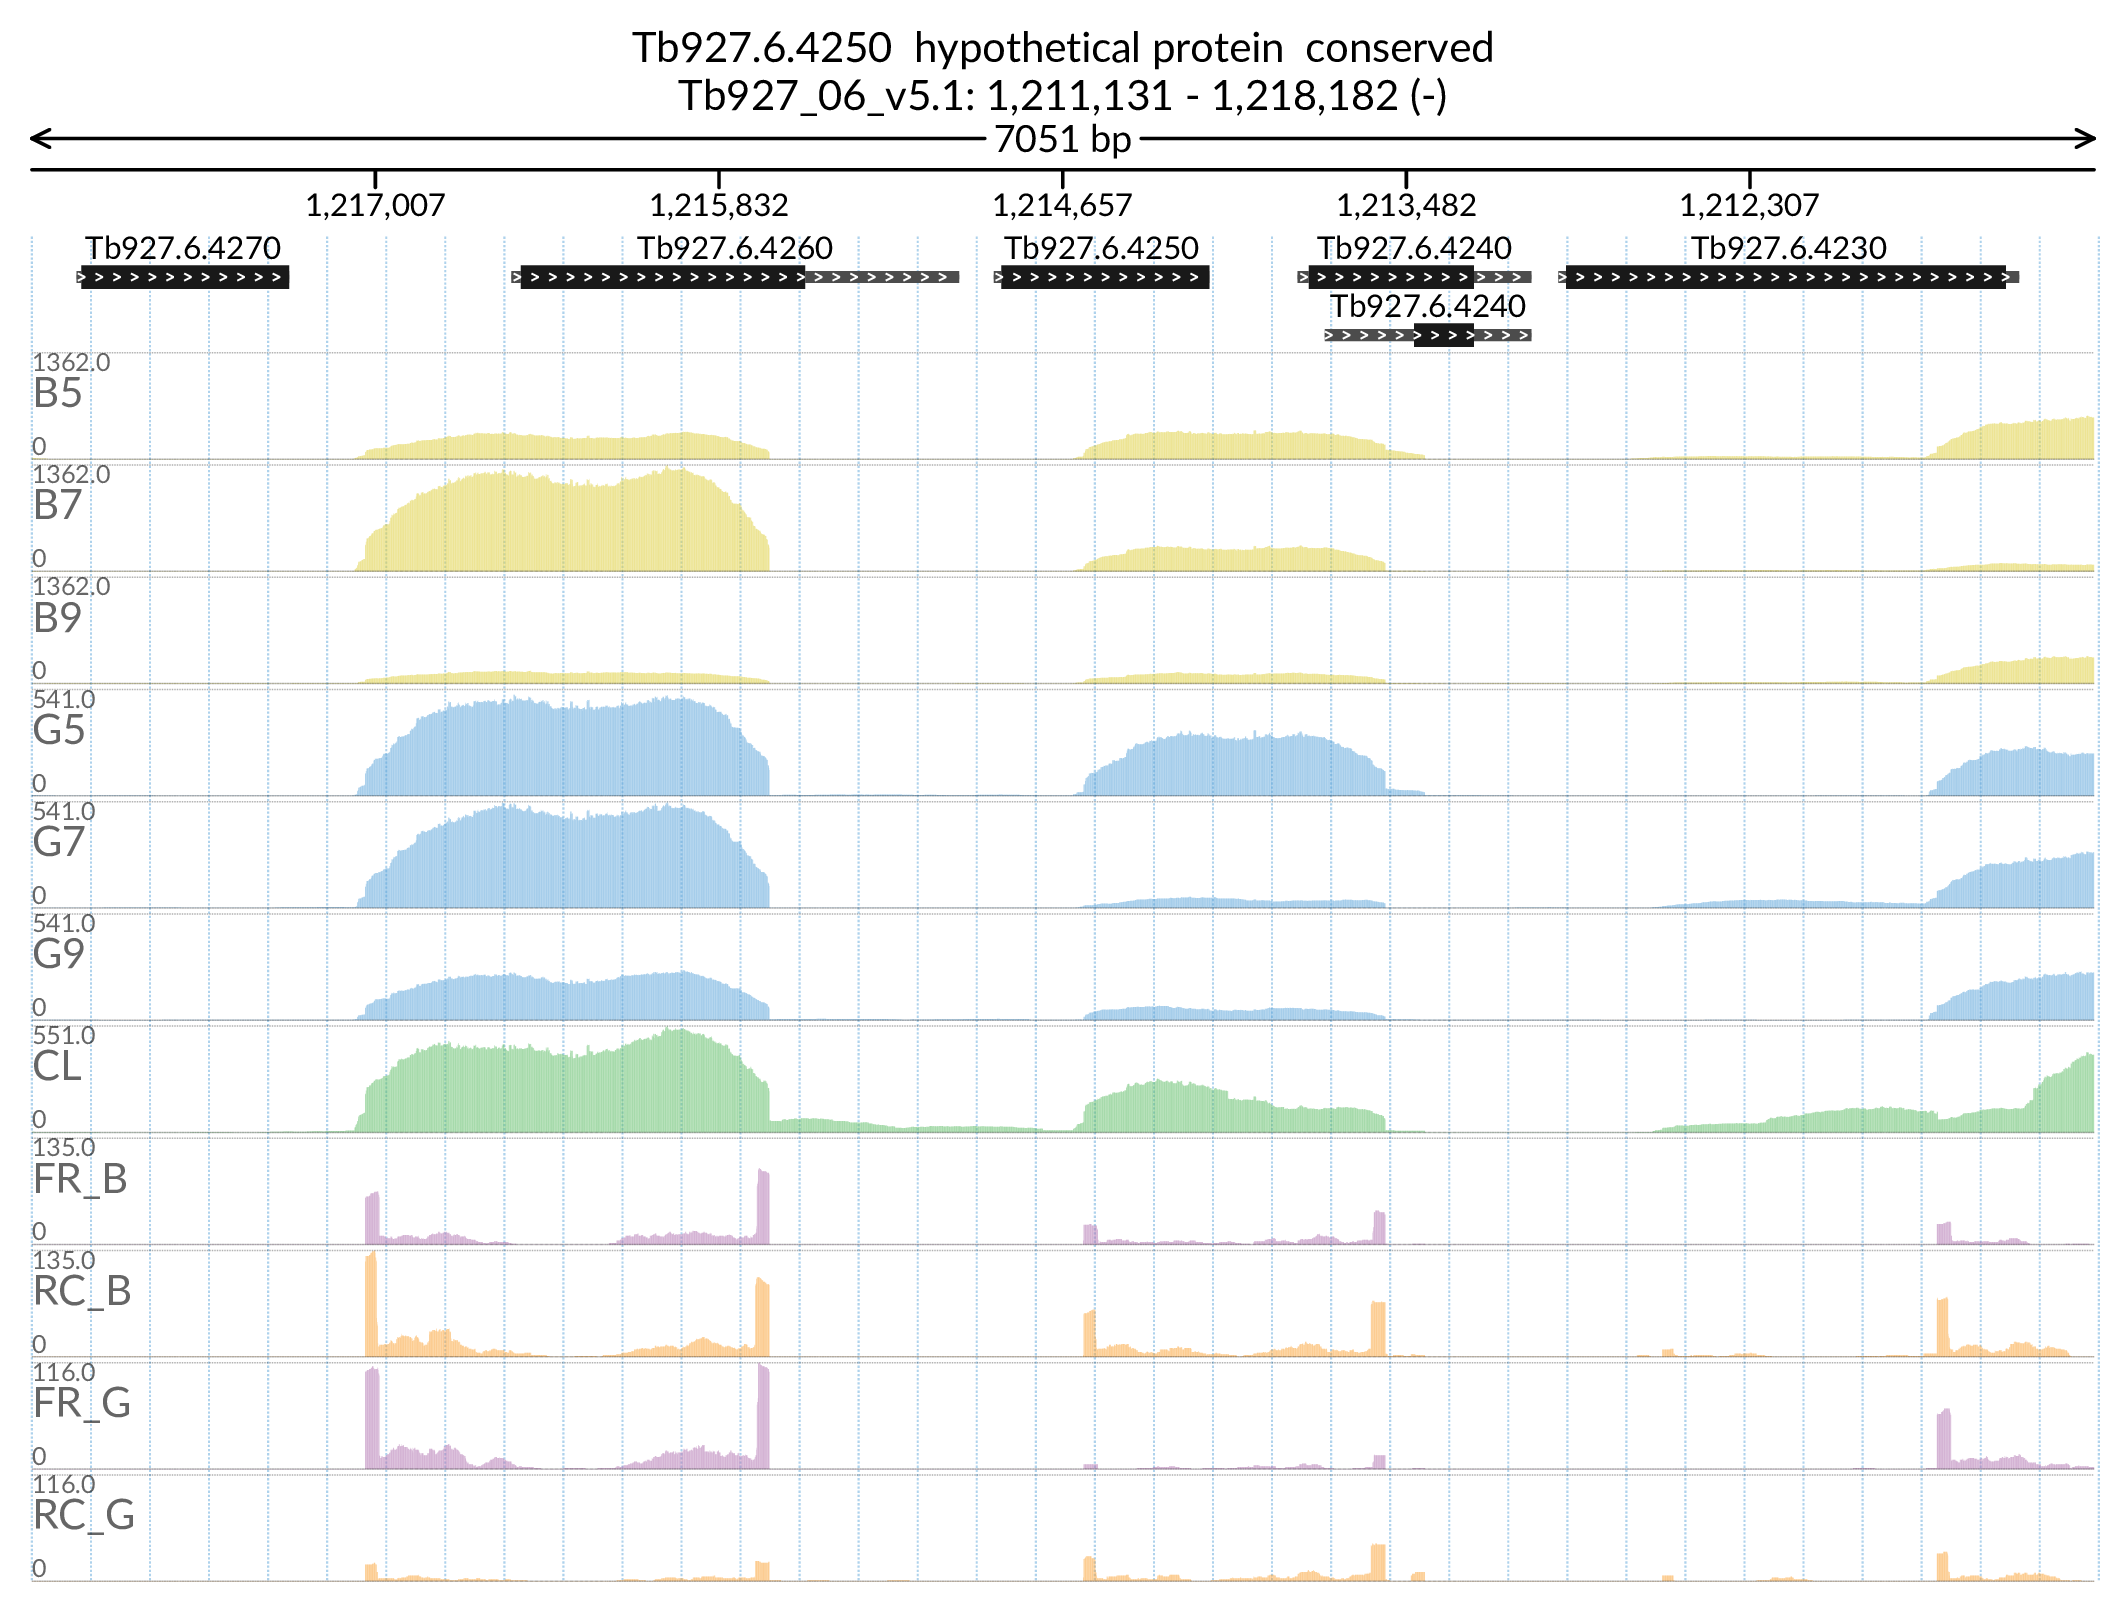 Tb927.6.4250 hypothetical protein conserved
Tb927_06_v5.1: 1,211,131 - 1,218,182 (-)
7051 bp
1,217,007 1,215,832 1,214,657 1,213,482 1,212,307
Tb927.6.4270 Tb927.6.4260 Tb927.6.4250 Tb927.6.4240 Tb927.6.4230
Tb927.6.4240
1362.0
B5
0
1362.0
B7
0
1362.0
B9
0
541.0
G5
0
541.0
G7
0
541.0
G9
0
551.0
CL
0
135.0
FR_B
0
135.0
RC_B
0
116.0
FR_G
0
116.0
RC_G
0